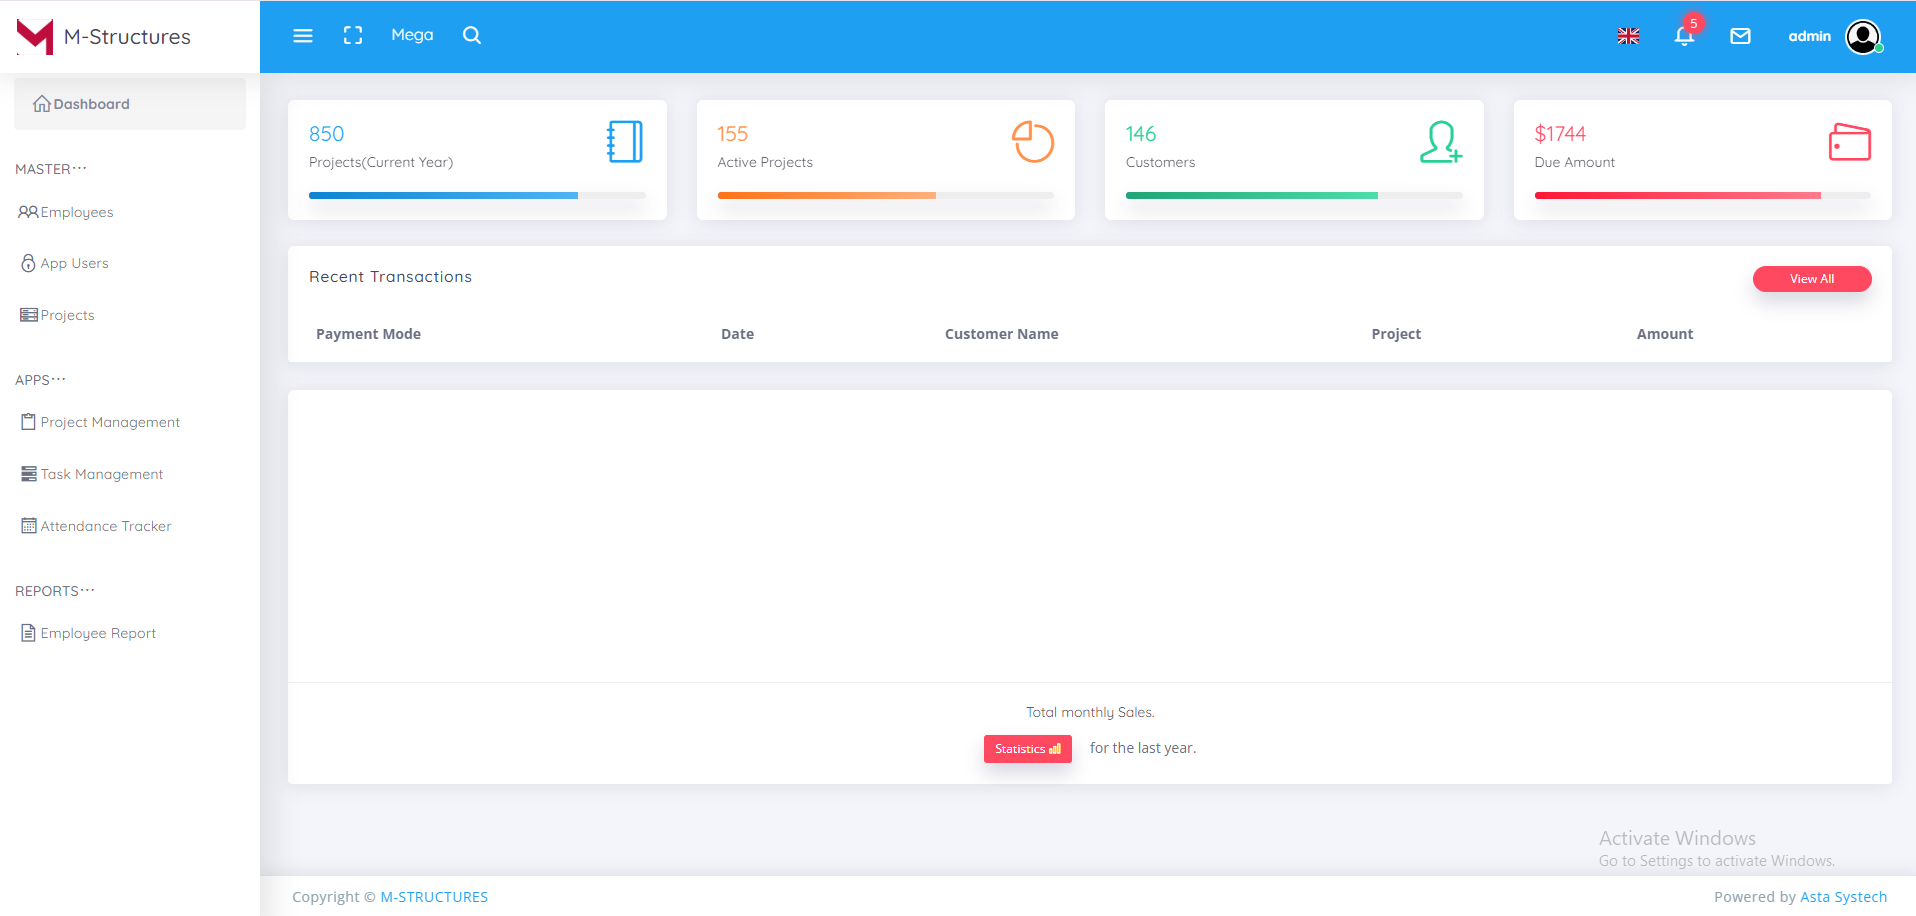 M-Structures
Mega
5
admin
Dashboard
MASTER···
Employees
App Users
Projects
APPS···
Project Management
Task Management
Attendance Tracker
REPORTS···
Employee Report
850
Projects(Current Year)
155
Active Projects
146
Customers
$1744
Due Amount
Recent Transactions
View All
Payment Mode Date Customer Name Project Amount
Total monthly Sales.
Statistics for the last year.
Activate Windows
Go to Settings to activate Windows.
Copyright © M-STRUCTURES
Powered by Asta Systech